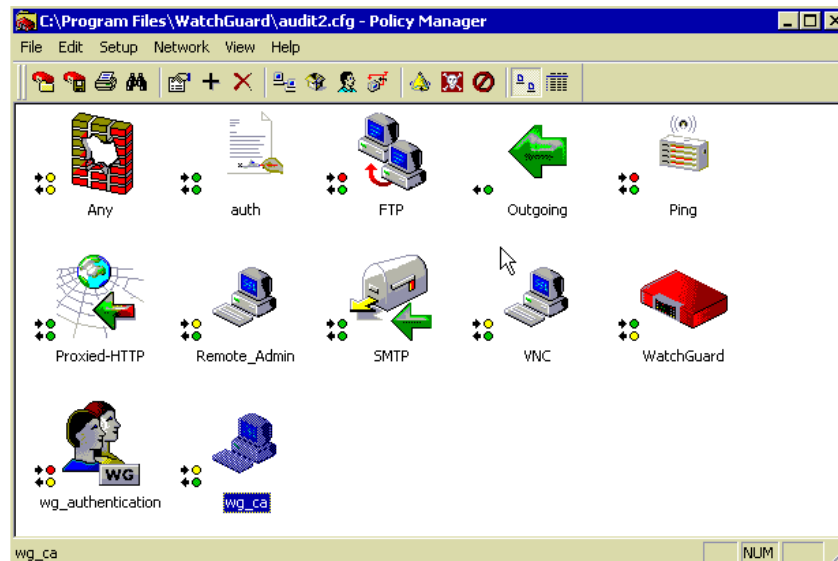 C:\Program Files\WatchGuard\audit2.cfg - Policy Manager
File Edit Setup Network View Help
Any auth FTP Outgoing Ping
Proxied-HTTP Remote_Admin SMTP VNC WatchGuard
WG
wg_authentication wg_ca
wg_ca NUM